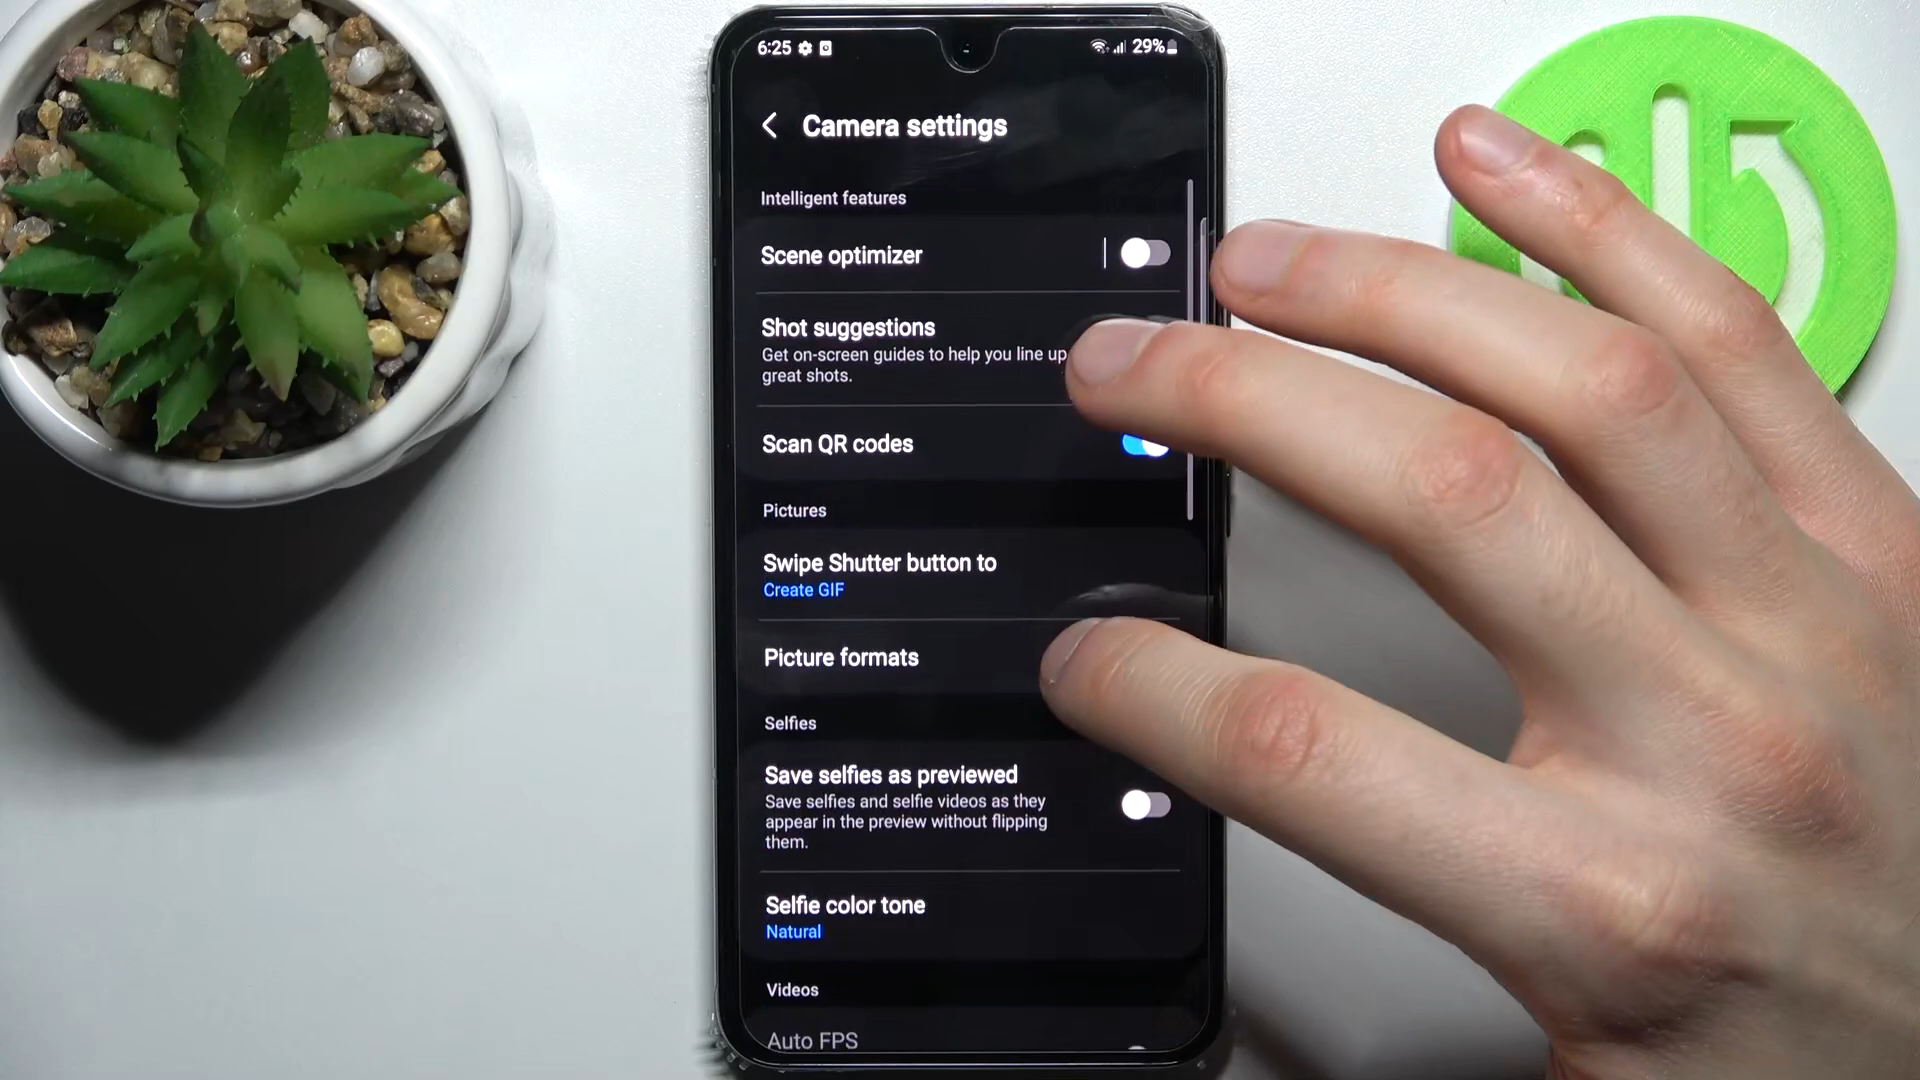 6:25
29%
Camera settings
Intelligent features
Scene optimizer
Shot suggestions
Get on-screen guides to help you line up
great shots.
Scan QR codes
Pictures
Swipe Shutter button to
Create GIF
Picture formats
Selfies
Save selfies as previewed
Save selfies and selfie videos as they
appear in the preview without flipping
them.
Selfie color tone
Natural
Videos
Auto FPS